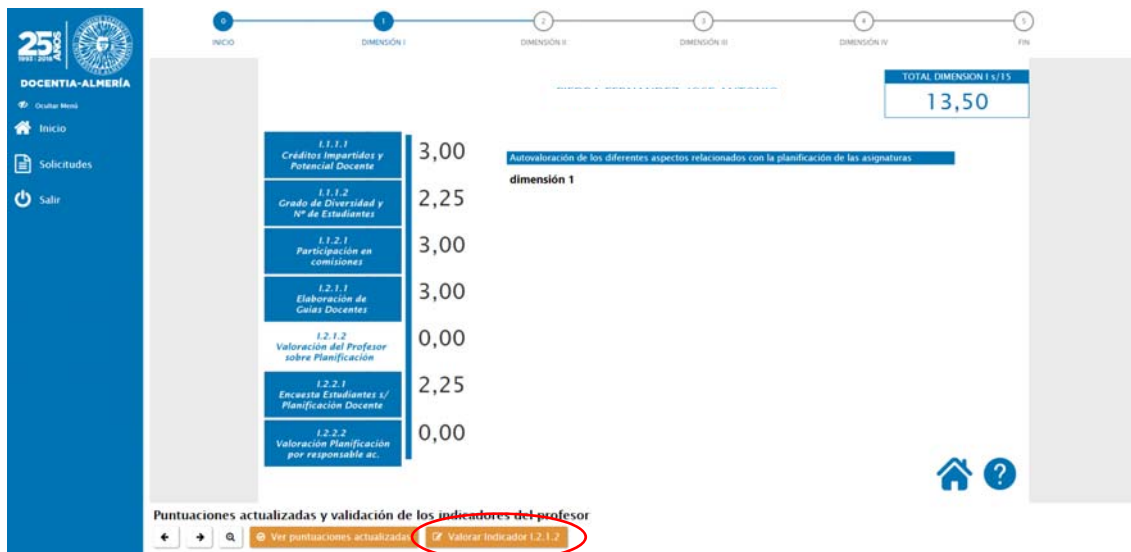 0
1
2
3
4
5
INICIO
DIMENSIÓN I
DIMENSIÓN II
DIMENSIÓN III
DIMENSIÓN IV
FIN
25 AÑOS
1993 - 2018
DOCENTIA-ALMERÍA
Ocultar Menú
Inicio
Solicitudes
Salir
TOTAL DIMENSION I s/15
13,50
I.1.1.1
Créditos Impartidos y
Potencial Docente
3,00
I.1.1.2
Grado de Diversidad y
Nº de Estudiantes
2,25
I.1.2.1
Participación en
comisiones
3,00
I.2.1.1
Elaboración de
Guías Docentes
3,00
I.2.1.2
Valoración del Profesor
sobre Planificación
0,00
I.2.2.1
Encuesta Estudiantes s/
Planificación Docente
2,25
I.2.2.2
Valoración Planificación
por responsable ac.
0,00
Autovaloración de los diferentes aspectos relacionados con la planificación de las asignaturas
dimensión 1
?
Puntuaciones actualizadas y validación de los indicadores del profesor
Ver puntuaciones actualizadas
Valorar Indicador I.2.1.2